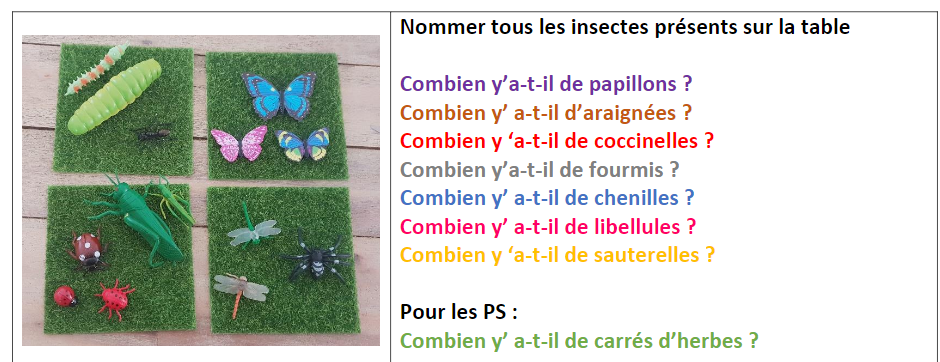 Nommer tous les insectes présents sur la table
Combien y’a-t-il de papillons ?
Combien y’ a-t-il d’araignées ?
Combien y ‘a-t-il de coccinelles ?
Combien y’a-t-il de fourmis ?
Combien y’ a-t-il de chenilles ?
Combien y’ a-t-il de libellules ?
Combien y ‘a-t-il de sauterelles ?
Pour les PS :
Combien y’ a-t-il de carrés d’herbes ?